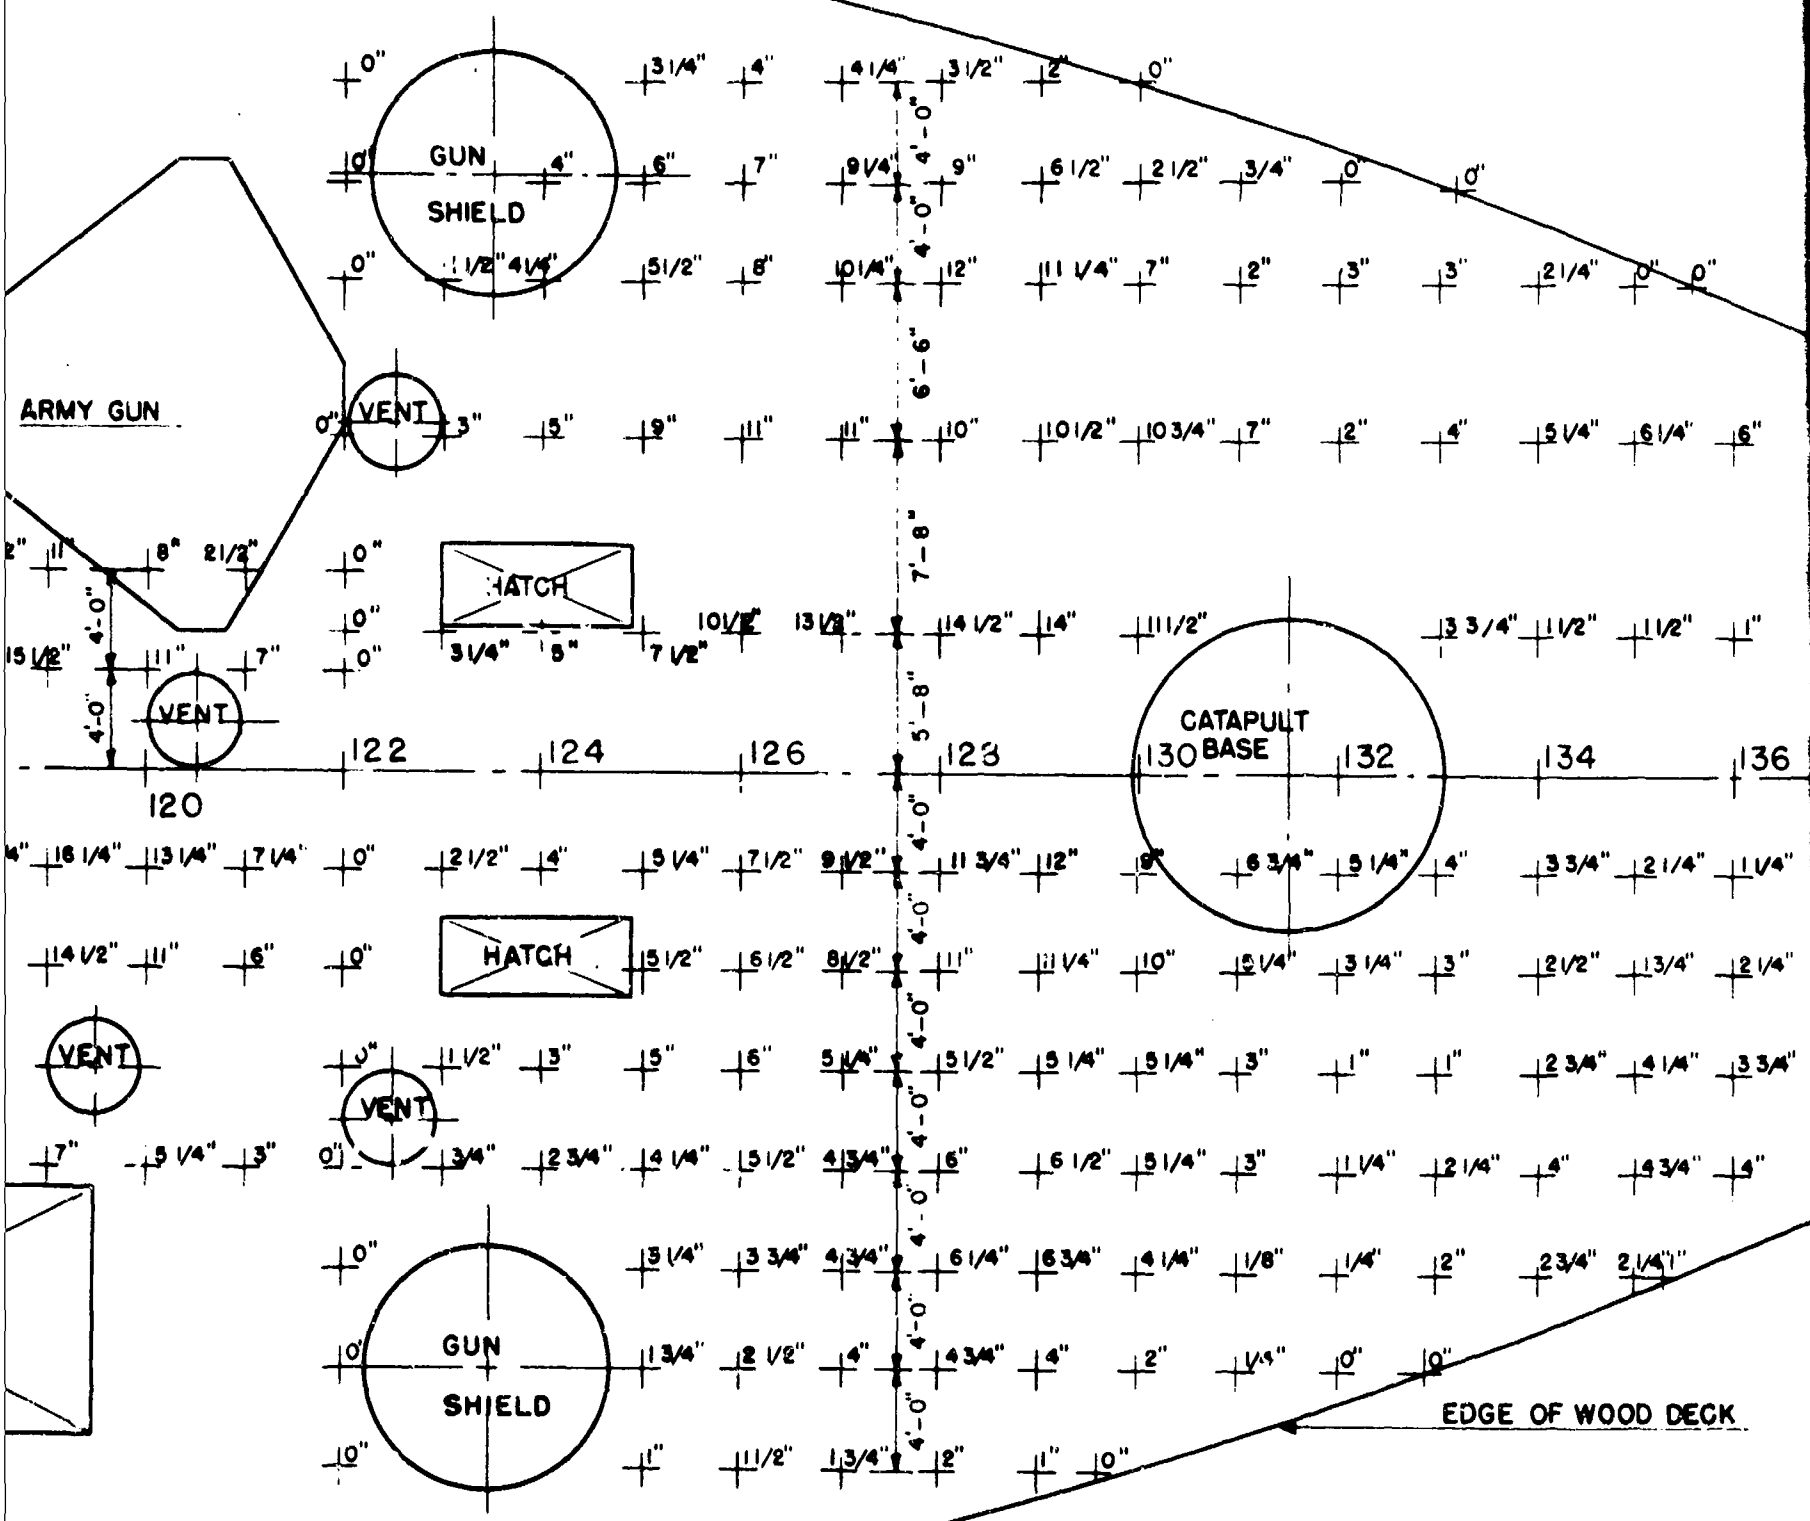 0" 3 1/4" 4" 4 1/4" 3 1/2" 2" 0"
4'-0"
0" GUN 4" 6" 7" 9 1/4" 9" 6 1/2" 2 1/2" 3/4" 0" 0"
SHIELD
4'-0"
0" 1 1/2" 4 1/4" 5 1/2" 8" 10 1/4" 12" 11 1/4" 7" 2" 3" 3" 2 1/4" 0" 0"
6'-6"
ARMY GUN
0" VENT 3" 5" 9" 11" 11" 10" 10 1/2" 10 3/4" 7" 2" 4" 5 1/4" 6 1/4" 6"
7'-8"
2" 11" 8" 2 1/2" 0"
HATCH
4'-0"
0" 10 1/2" 13 1/2" 14 1/2" 14" 11 1/2" 3 3/4" 1 1/2" 1 1/2" 1"
3 1/4" 5" 7 1/2"
15 1/2" 11" 7" 0"
4'-0" VENT 5'-8" CATAPULT
BASE
122 124 126 128 130 132 134 136
120
4'-0"
4" 16 1/4" 13 1/4" 7 1/4" 0" 2 1/2" 4" 5 1/4" 7 1/2" 9 1/2" 11 3/4" 12" 9" 6 3/4" 5 1/4" 4" 3 3/4" 2 1/4" 1 1/4"
4'-0"
14 1/2" 11" 6" 0" HATCH 5 1/2" 6 1/2" 8 1/2" 11" 11 1/4" 10" 5 1/4" 3 1/4" 3" 2 1/2" 1 3/4" 2 1/4"
4'-0"
VENT 0" 1 1/2" 3" 5" 6" 5 1/4" 5 1/2" 5 1/4" 5 1/4" 3" 1" 1" 2 3/4" 4 1/4" 3 3/4"
VENT 4'-0"
7" 5 1/4" 3" 0" 3/4" 2 3/4" 4 1/4" 5 1/2" 4 3/4" 6" 6 1/2" 5 1/4" 3" 1 1/4" 2 1/4" 4" 4 3/4" 4"
4'-0"
0" 3 1/4" 3 3/4" 4 3/4" 6 1/4" 6 3/4" 4 1/4" 1/8" 1/4" 2" 2 3/4" 2 1/4" 1"
4'-0"
0" GUN 1 3/4" 2 1/2" 4" 4 3/4" 4" 2" 0" 0"
SHIELD
4'-0"
EDGE OF WOOD DECK
0" 1" 1 1/2" 1 3/4" 2" 1" 0"